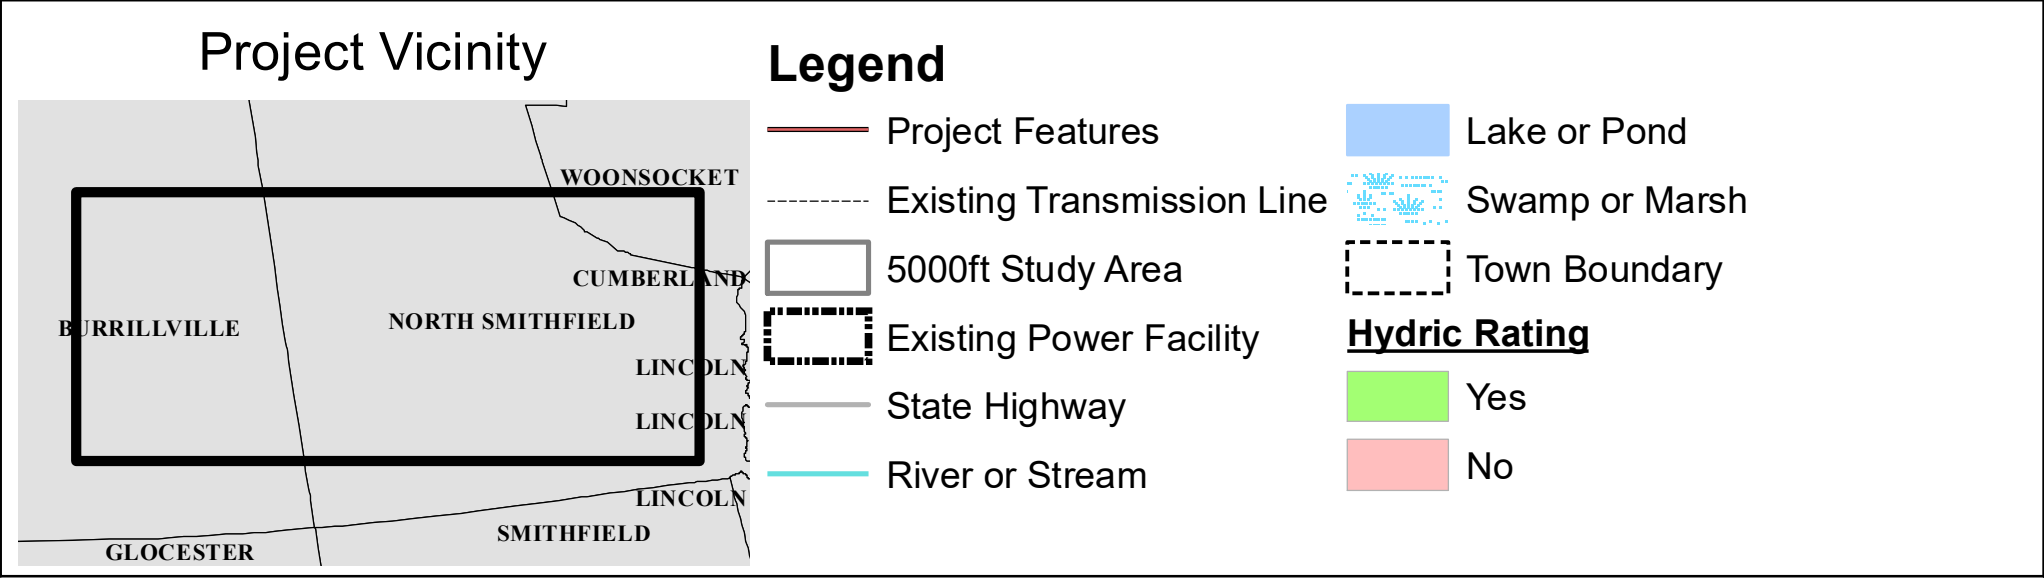 Project Vicinity
WOONSOCKET
CUMBERLAND
BURRILLVILLE
NORTH SMITHFIELD
LINCOLN
LINCOLN
LINCOLN
SMITHFIELD
GLOCESTER
Legend
Project Features
Existing Transmission Line
5000ft Study Area
Existing Power Facility
State Highway
River or Stream
Lake or Pond
Swamp or Marsh
Town Boundary
Hydric Rating
Yes
No